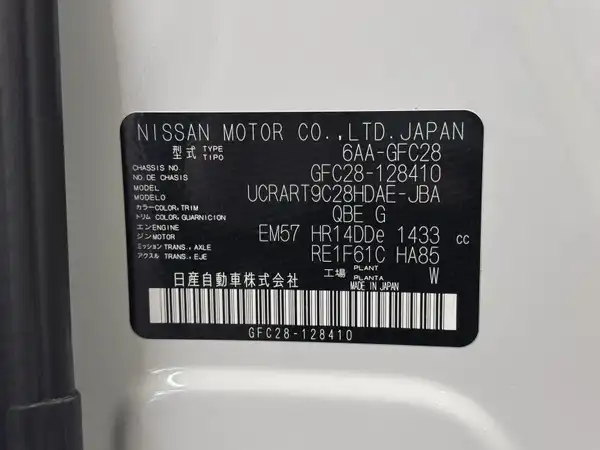 NISSAN MOTOR CO.,LTD.JAPAN
型式 TYPE TIPO 6AA-GFC28
CHASSIS NO. NO.DE CHASIS GFC28-128410
MODEL MODELO UCRART9C28HDAE-JBA
カラー COLOR,TRIM トリム COLOR,GUARNICION QBE G
エンジン ENGINE MOTOR EM57 HR14DDe 1433 cc
ミッション TRANS., AXLE アクスル TRANS., EJE RE1F61C HA85
工場 PLANT PLANTA W
日産自動車株式会社 MADE IN JAPAN
GFC28-128410